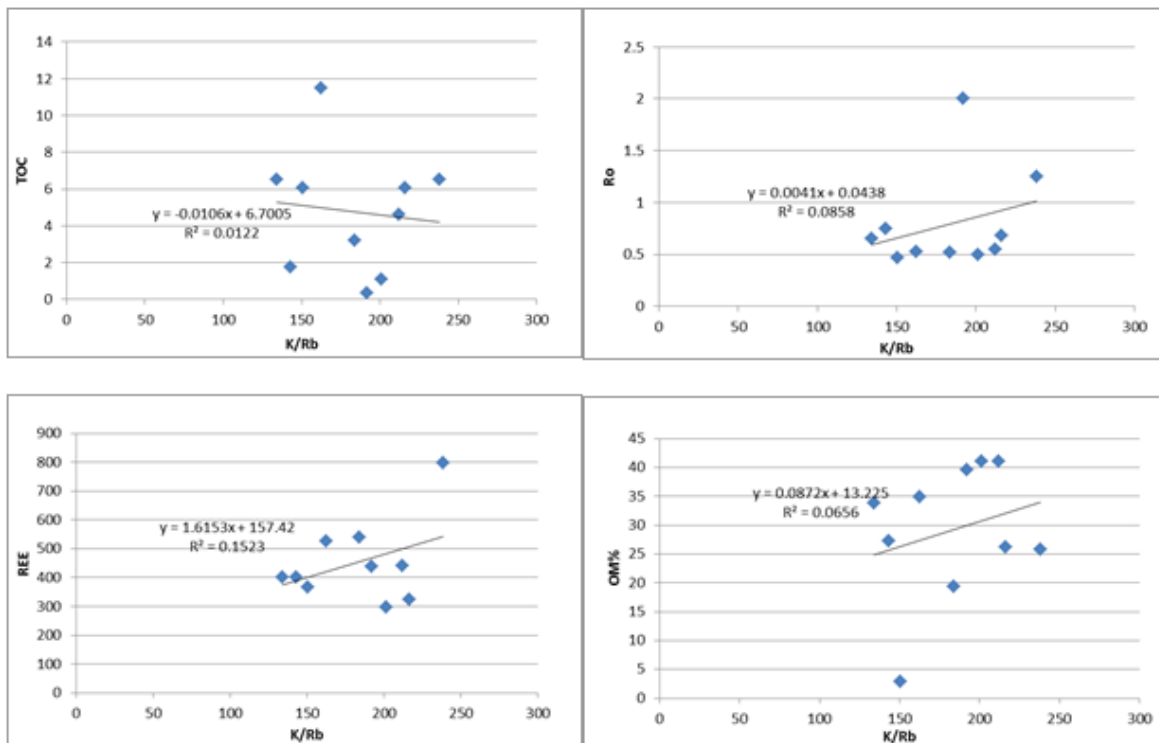 14
12
10
8
6
4
2
0
TOC
y = -0.0106x + 6.7005
R² = 0.0122
0 50 100 150 200 250 300
K/Rb
2.5
2
1.5
1
0.5
0
Ro
y = 0.0041x + 0.0438
R² = 0.0858
0 50 100 150 200 250 300
K/Rb
900
800
700
600
500
400
300
200
100
0
REE
y = 1.6153x + 157.42
R² = 0.1523
0 50 100 150 200 250 300
K/Rb
45
40
35
30
25
20
15
10
5
0
OM%
y = 0.0872x + 13.225
R² = 0.0656
0 50 100 150 200 250 300
K/Rb